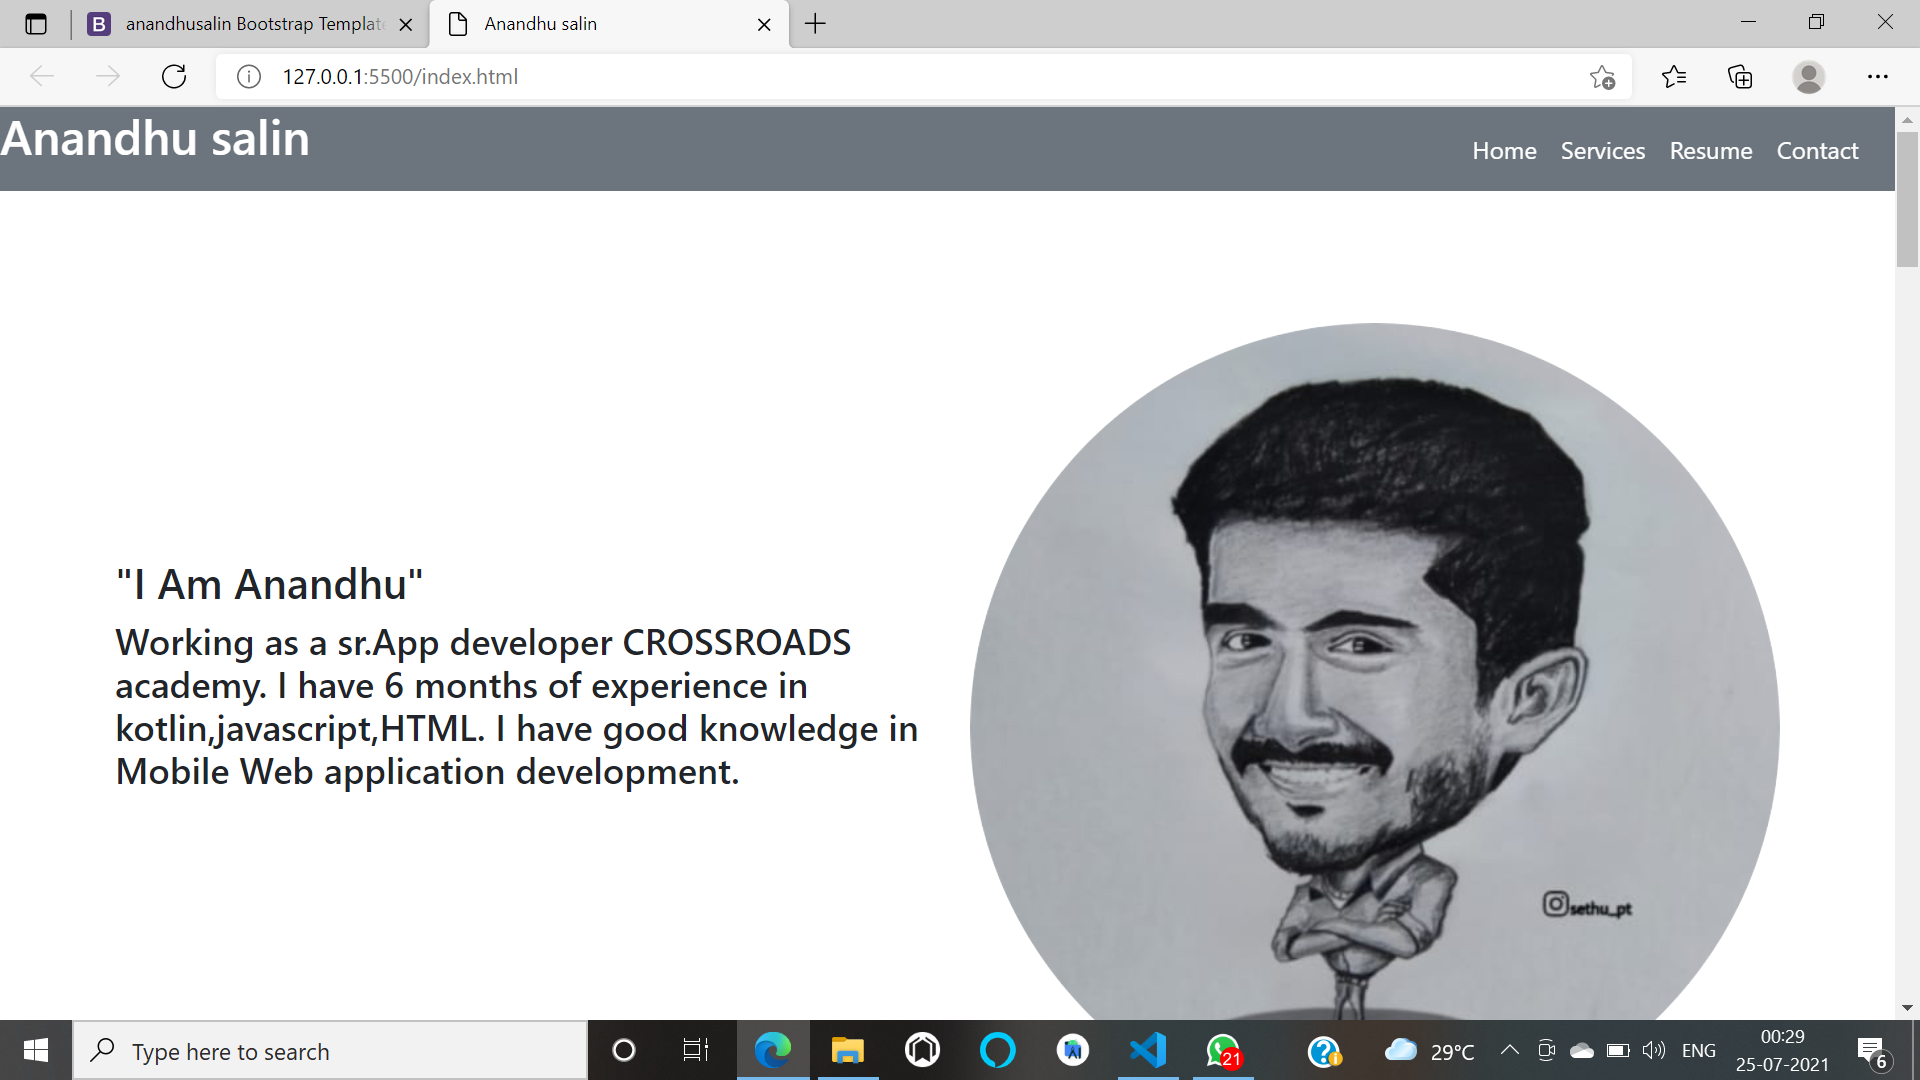 anandhusalin Bootstrap Template
Anandhu salin
127.0.0.1:5500/index.html
Anandhu salin
Home Services Resume Contact
"I Am Anandhu"
Working as a sr.App developer CROSSROADS
academy. I have 6 months of experience in
kotlin,javascript,HTML. I have good knowledge in
Mobile Web application development.
sethu_pt
Type here to search
21
29°C
ENG
00:29
25-07-2021
6